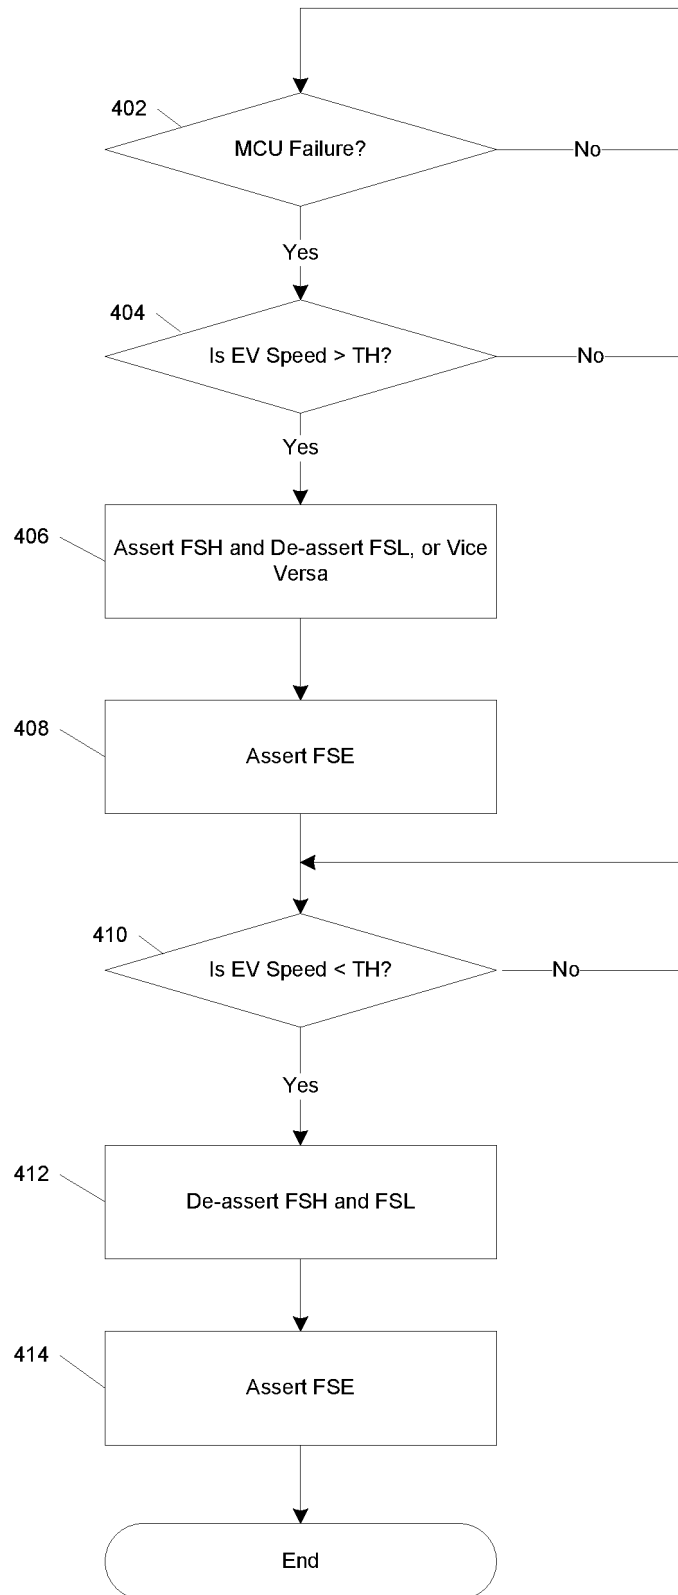 402
MCU Failure?
No
Yes
404
Is EV Speed > TH?
No
Yes
406
Assert FSH and De-assert FSL, or Vice
Versa
408
Assert FSE
410
Is EV Speed < TH?
No
Yes
412
De-assert FSH and FSL
414
Assert FSE
End